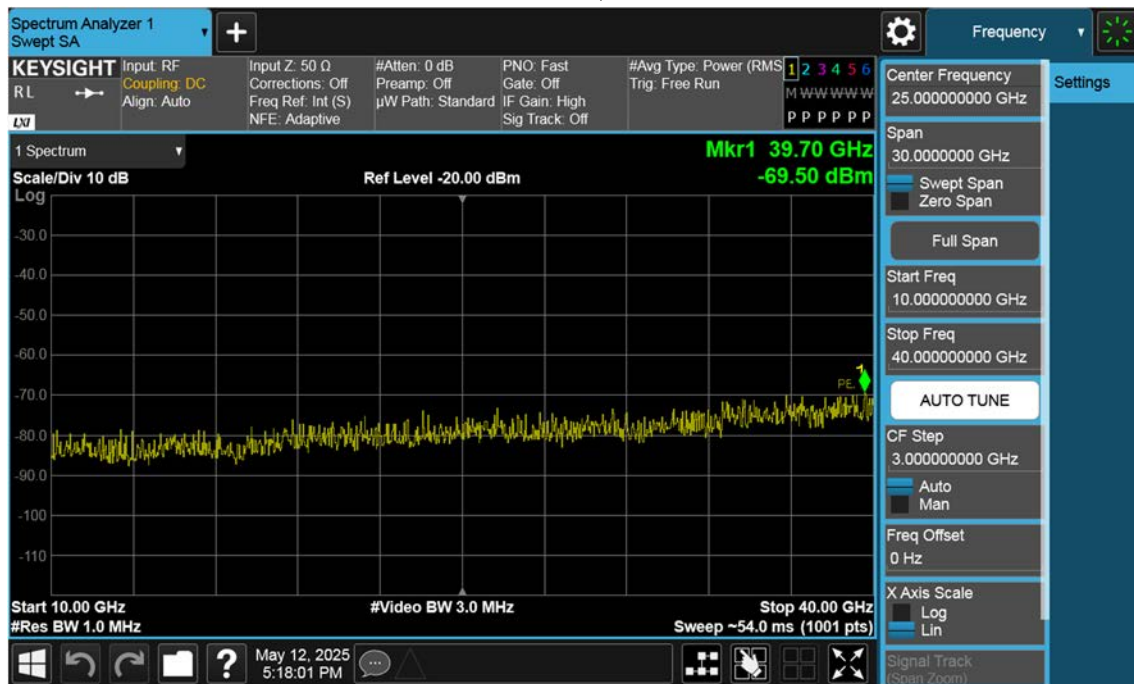 Spectrum Analyzer 1
Swept SA
+
Frequency
KEYSIGHT
RL
LXI
Input: RF
Coupling: DC
Align: Auto
Input Z: 50 Ω
Corrections: Off
Freq Ref: Int (S)
NFE: Adaptive
#Atten: 0 dB
Preamp: Off
µW Path: Standard
PNO: Fast
Gate: Off
IF Gain: High
Sig Track: Off
#Avg Type: Power (RMS
Trig: Free Run
1 2 3 4 5 6
M W W W W W
P P P P P P
1 Spectrum
Scale/Div 10 dB
Ref Level -20.00 dBm
Mkr1 39.70 GHz
-69.50 dBm
Log
-30.0
-40.0
-50.0
-60.0
-70.0
-80.0
-90.0
-100
-110
1
PE.
Start 10.00 GHz
#Res BW 1.0 MHz
#Video BW 3.0 MHz
Stop 40.00 GHz
Sweep ~54.0 ms (1001 pts)
?
May 12, 2025
5:18:01 PM
Center Frequency
25.000000000 GHz
Span
30.0000000 GHz
Swept Span
Zero Span
Full Span
Start Freq
10.000000000 GHz
Stop Freq
40.000000000 GHz
AUTO TUNE
CF Step
3.000000000 GHz
Auto
Man
Freq Offset
0 Hz
X Axis Scale
Log
Lin
Signal Track
(Span Zoom)
Settings